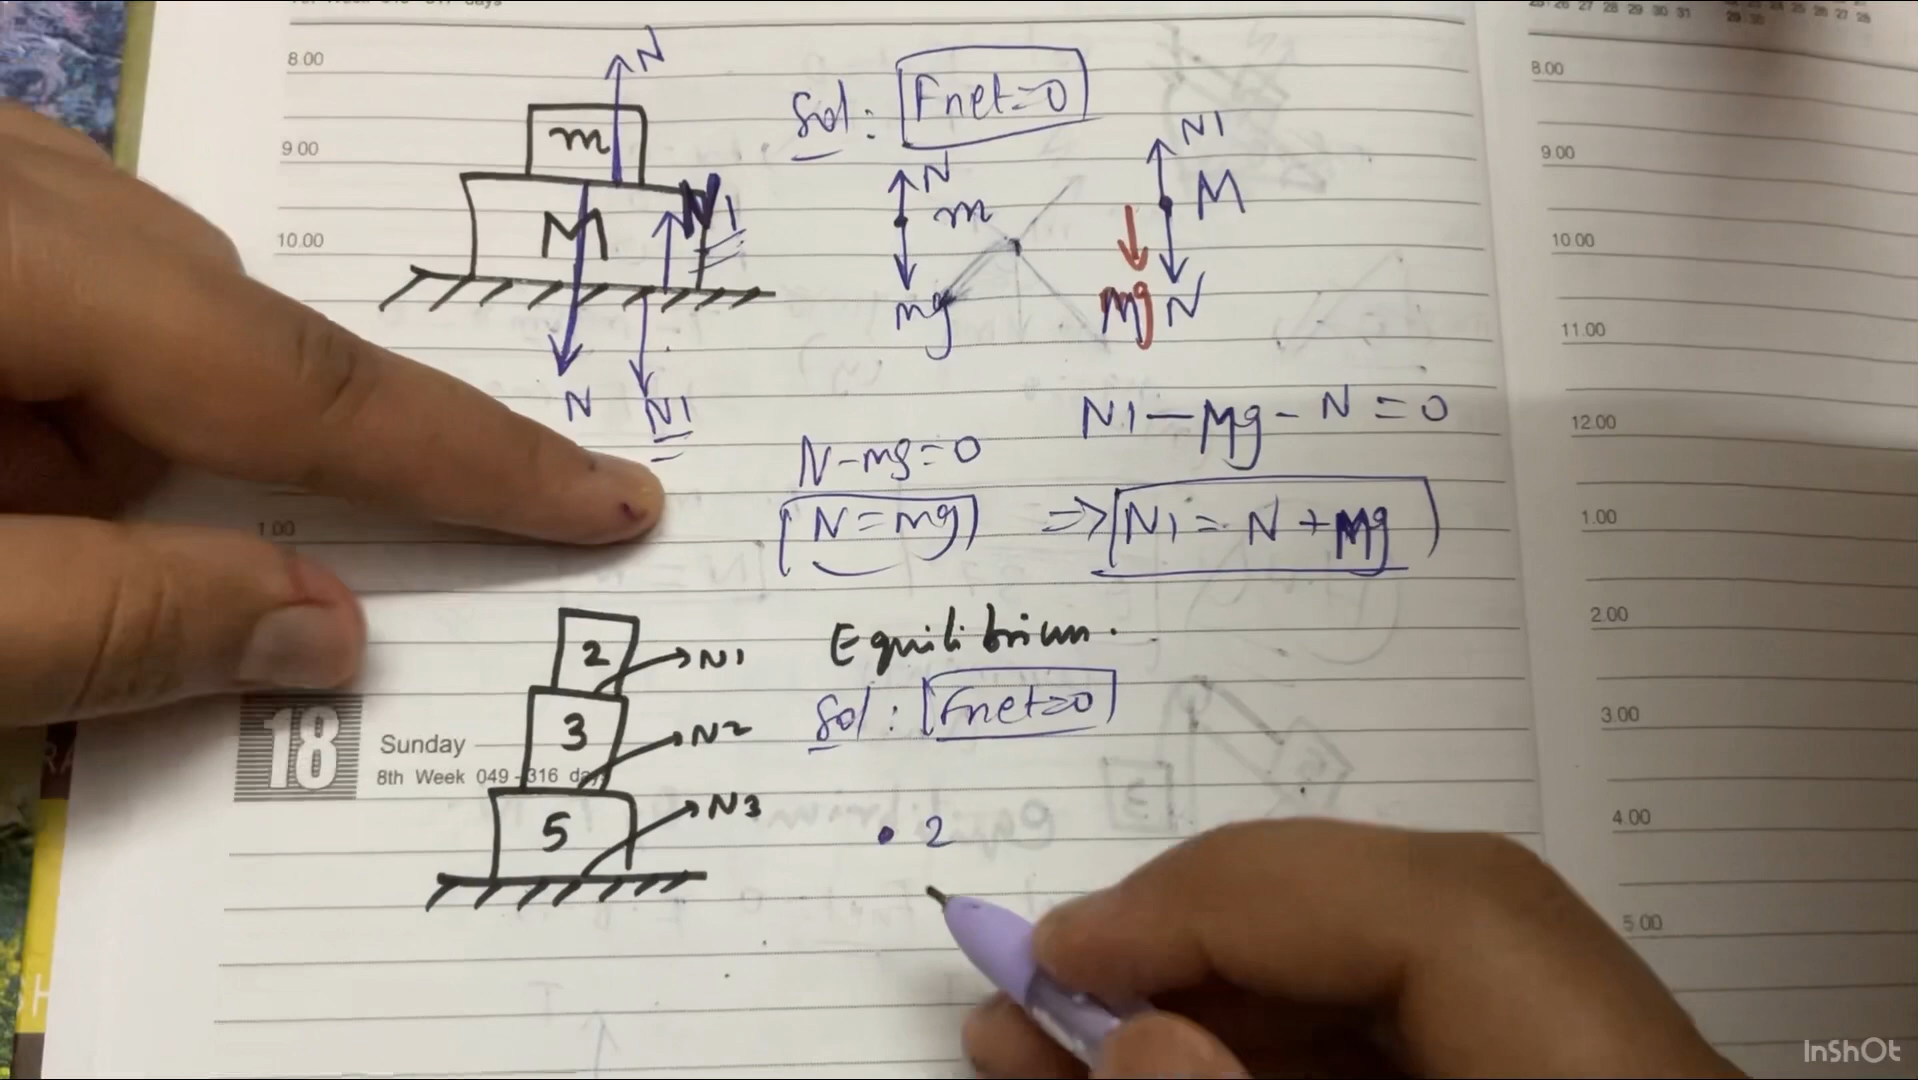 8.00
N
Sol: Fnet=0
8.00
9.00
m
N
m
mg
N1
M
mg N
9.00
10.00
M
N1
10.00
11.00
N
N1
N1-Mg-N=0
12.00
N-mg=0
1.00
N=mg
=> N1=N+Mg
1.00
2
N1
Equilibrium.
2.00
18
Sunday
8th Week 049-316 da
3
N2
Sol: Fnet=0
3.00
5
N3
• 2
4.00
5.00
InShOt